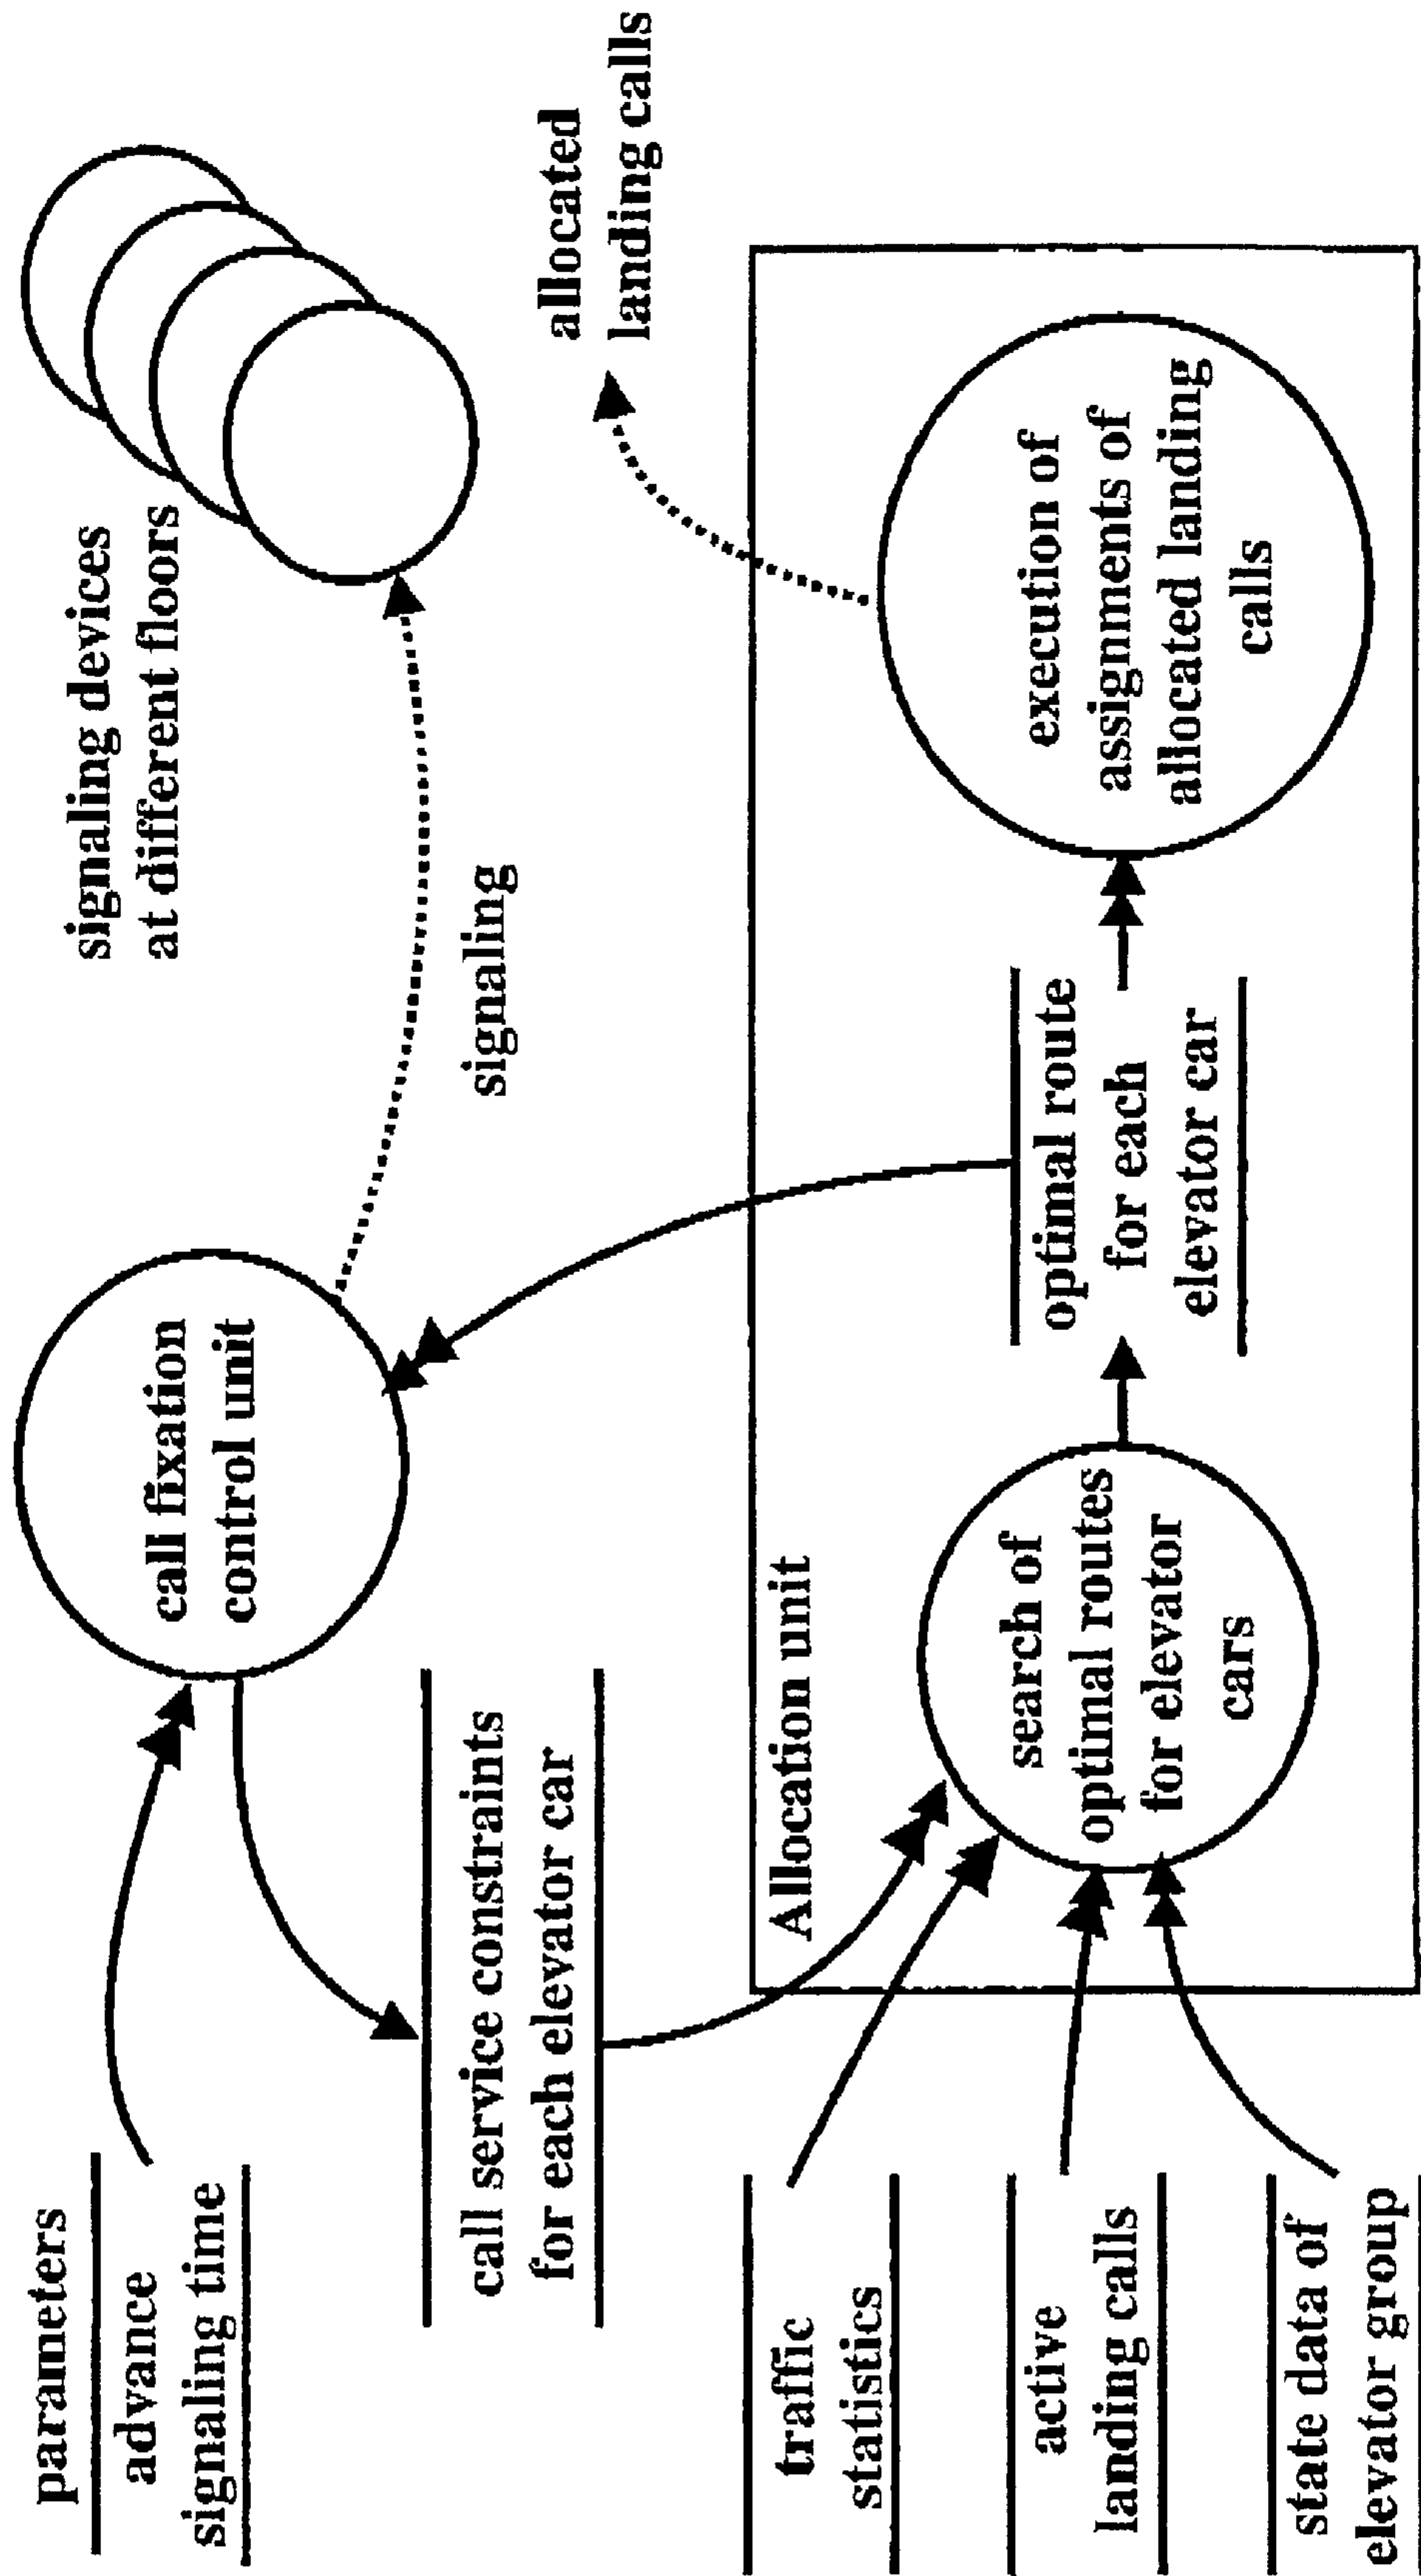 parameters
advance
signaling time
call fixation
control unit
signaling devices
at different floors
signaling
call service constraints
for each elevator car
allocated
landing calls
Allocation unit
traffic
statistics
active
landing calls
state data of
elevator group
search of
optimal routes
for elevator
cars
optimal route
for each
elevator car
execution of
assignments of
allocated landing
calls